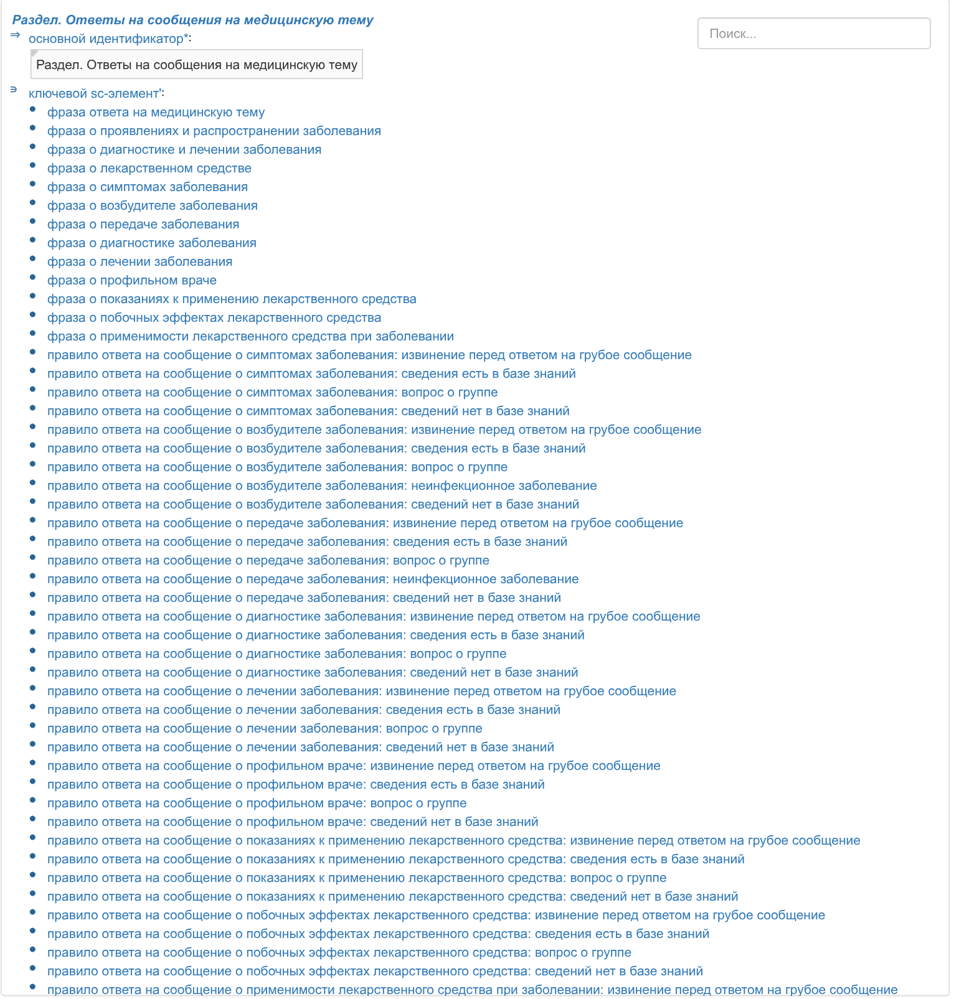 Раздел. Ответы на сообщения на медицинскую тему
Поиск...
⇒ основной идентификатор*:
Раздел. Ответы на сообщения на медицинскую тему
∋ ключевой sc-элемент':
• фраза ответа на медицинскую тему
• фраза о проявлениях и распространении заболевания
• фраза о диагностике и лечении заболевания
• фраза о лекарственном средстве
• фраза о симптомах заболевания
• фраза о возбудителе заболевания
• фраза о передаче заболевания
• фраза о диагностике заболевания
• фраза о лечении заболевания
• фраза о профильном враче
• фраза о показаниях к применению лекарственного средства
• фраза о побочных эффектах лекарственного средства
• фраза о применимости лекарственного средства при заболевании
• правило ответа на сообщение о симптомах заболевания: извинение перед ответом на грубое сообщение
• правило ответа на сообщение о симптомах заболевания: сведения есть в базе знаний
• правило ответа на сообщение о симптомах заболевания: вопрос о группе
• правило ответа на сообщение о симптомах заболевания: сведений нет в базе знаний
• правило ответа на сообщение о возбудителе заболевания: извинение перед ответом на грубое сообщение
• правило ответа на сообщение о возбудителе заболевания: сведения есть в базе знаний
• правило ответа на сообщение о возбудителе заболевания: вопрос о группе
• правило ответа на сообщение о возбудителе заболевания: неинфекционное заболевание
• правило ответа на сообщение о возбудителе заболевания: сведений нет в базе знаний
• правило ответа на сообщение о передаче заболевания: извинение перед ответом на грубое сообщение
• правило ответа на сообщение о передаче заболевания: сведения есть в базе знаний
• правило ответа на сообщение о передаче заболевания: вопрос о группе
• правило ответа на сообщение о передаче заболевания: неинфекционное заболевание
• правило ответа на сообщение о передаче заболевания: сведений нет в базе знаний
• правило ответа на сообщение о диагностике заболевания: извинение перед ответом на грубое сообщение
• правило ответа на сообщение о диагностике заболевания: сведения есть в базе знаний
• правило ответа на сообщение о диагностике заболевания: вопрос о группе
• правило ответа на сообщение о диагностике заболевания: сведений нет в базе знаний
• правило ответа на сообщение о лечении заболевания: извинение перед ответом на грубое сообщение
• правило ответа на сообщение о лечении заболевания: сведения есть в базе знаний
• правило ответа на сообщение о лечении заболевания: вопрос о группе
• правило ответа на сообщение о лечении заболевания: сведений нет в базе знаний
• правило ответа на сообщение о профильном враче: извинение перед ответом на грубое сообщение
• правило ответа на сообщение о профильном враче: сведения есть в базе знаний
• правило ответа на сообщение о профильном враче: вопрос о группе
• правило ответа на сообщение о профильном враче: сведений нет в базе знаний
• правило ответа на сообщение о показаниях к применению лекарственного средства: извинение перед ответом на грубое сообщение
• правило ответа на сообщение о показаниях к применению лекарственного средства: сведения есть в базе знаний
• правило ответа на сообщение о показаниях к применению лекарственного средства: вопрос о группе
• правило ответа на сообщение о показаниях к применению лекарственного средства: сведений нет в базе знаний
• правило ответа на сообщение о побочных эффектах лекарственного средства: извинение перед ответом на грубое сообщение
• правило ответа на сообщение о побочных эффектах лекарственного средства: сведения есть в базе знаний
• правило ответа на сообщение о побочных эффектах лекарственного средства: вопрос о группе
• правило ответа на сообщение о побочных эффектах лекарственного средства: сведений нет в базе знаний
• правило ответа на сообщение о применимости лекарственного средства при заболевании: извинение перед ответом на грубое сообщение